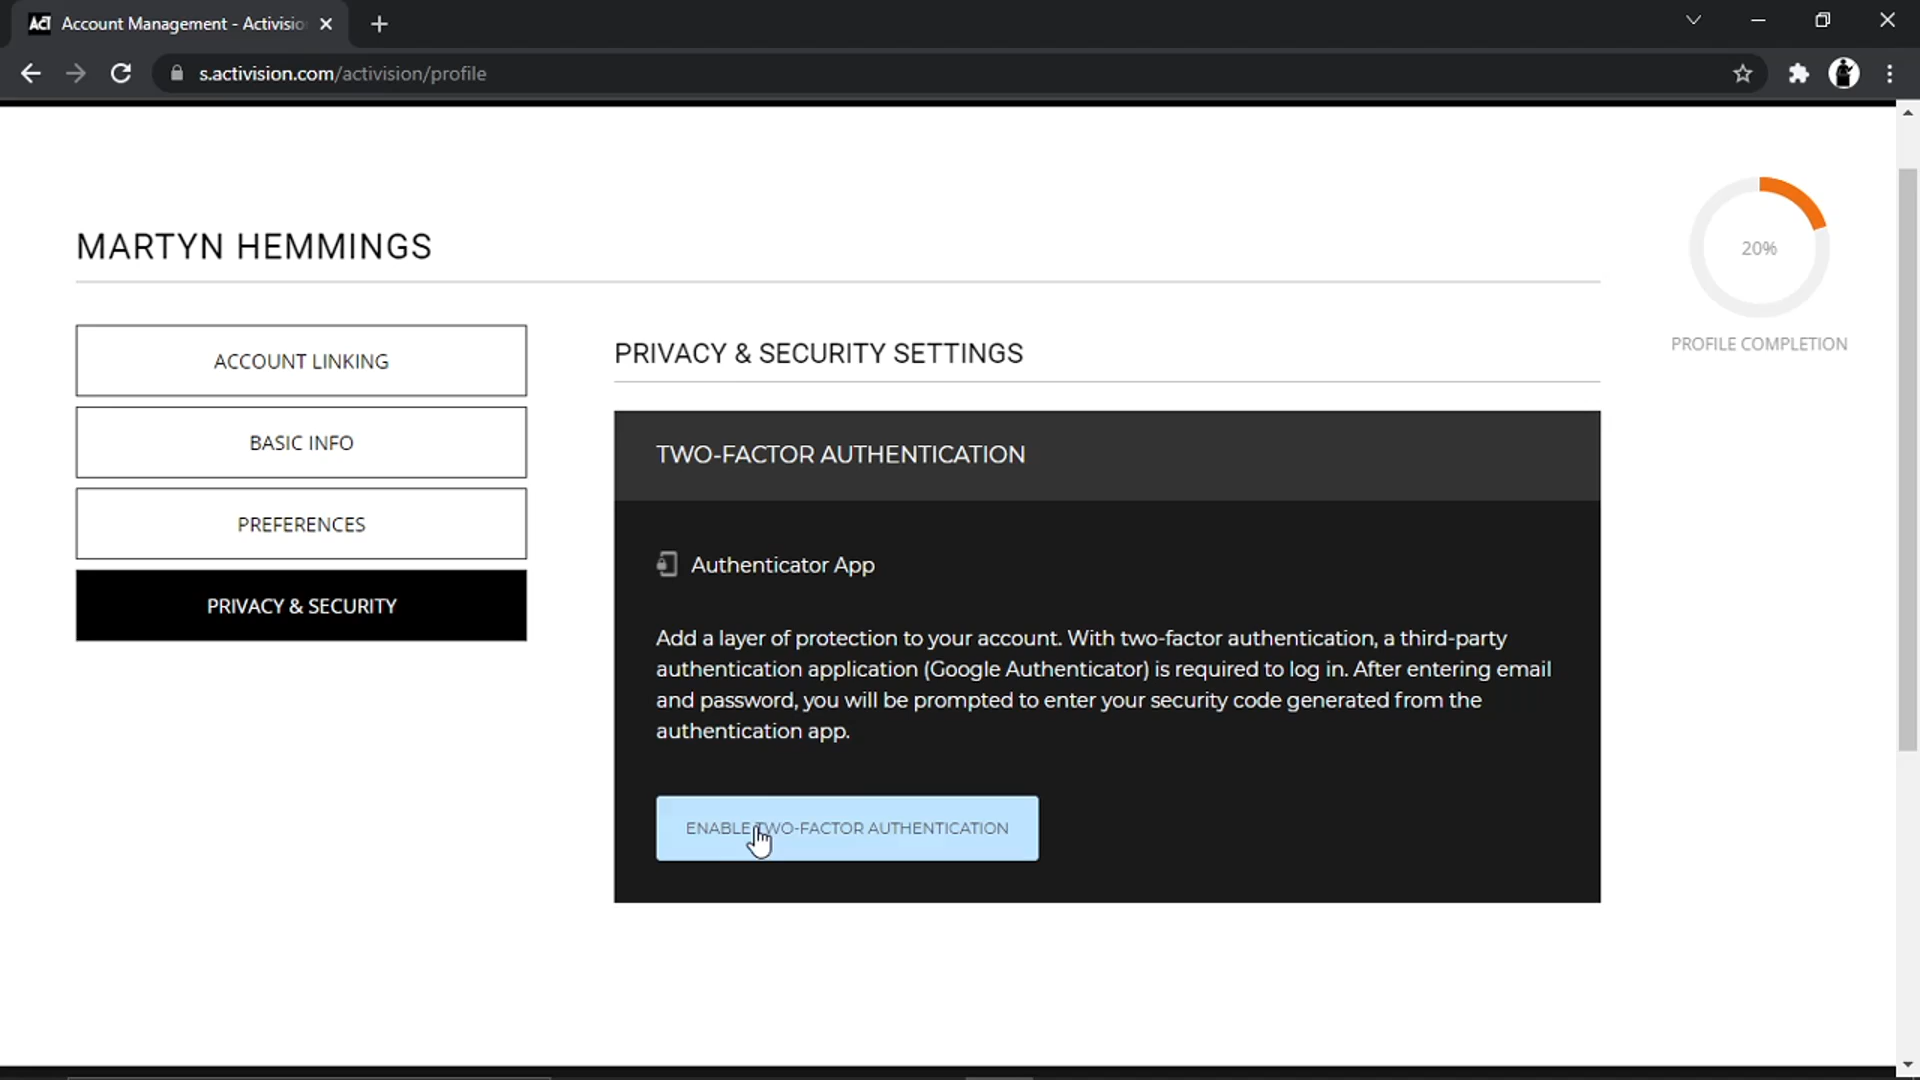 Account Management - Activisio
s.activision.com/activision/profile
MARTYN HEMMINGS
20%
PROFILE COMPLETION
ACCOUNT LINKING
BASIC INFO
PREFERENCES
PRIVACY & SECURITY
PRIVACY & SECURITY SETTINGS
TWO-FACTOR AUTHENTICATION
Authenticator App
Add a layer of protection to your account. With two-factor authentication, a third-party
authentication application (Google Authenticator) is required to log in. After entering email
and password, you will be prompted to enter your security code generated from the
authentication app.
ENABLE TWO-FACTOR AUTHENTICATION